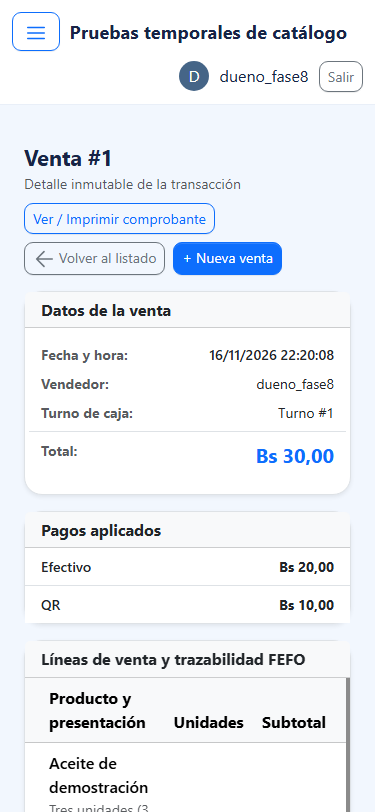 Pruebas temporales de catálogo
D dueno_fase8 Salir
Venta #1
Detalle inmutable de la transacción
Ver / Imprimir comprobante
Volver al listado + Nueva venta
Datos de la venta
Fecha y hora: 16/11/2026 22:20:08
Vendedor: dueno_fase8
Turno de caja: Turno #1
Total: Bs 30,00
Pagos aplicados
Efectivo Bs 20,00
QR Bs 10,00
Líneas de venta y trazabilidad FEFO
Producto y
presentación Unidades Subtotal
Aceite de
demostración
Tres unidades (3